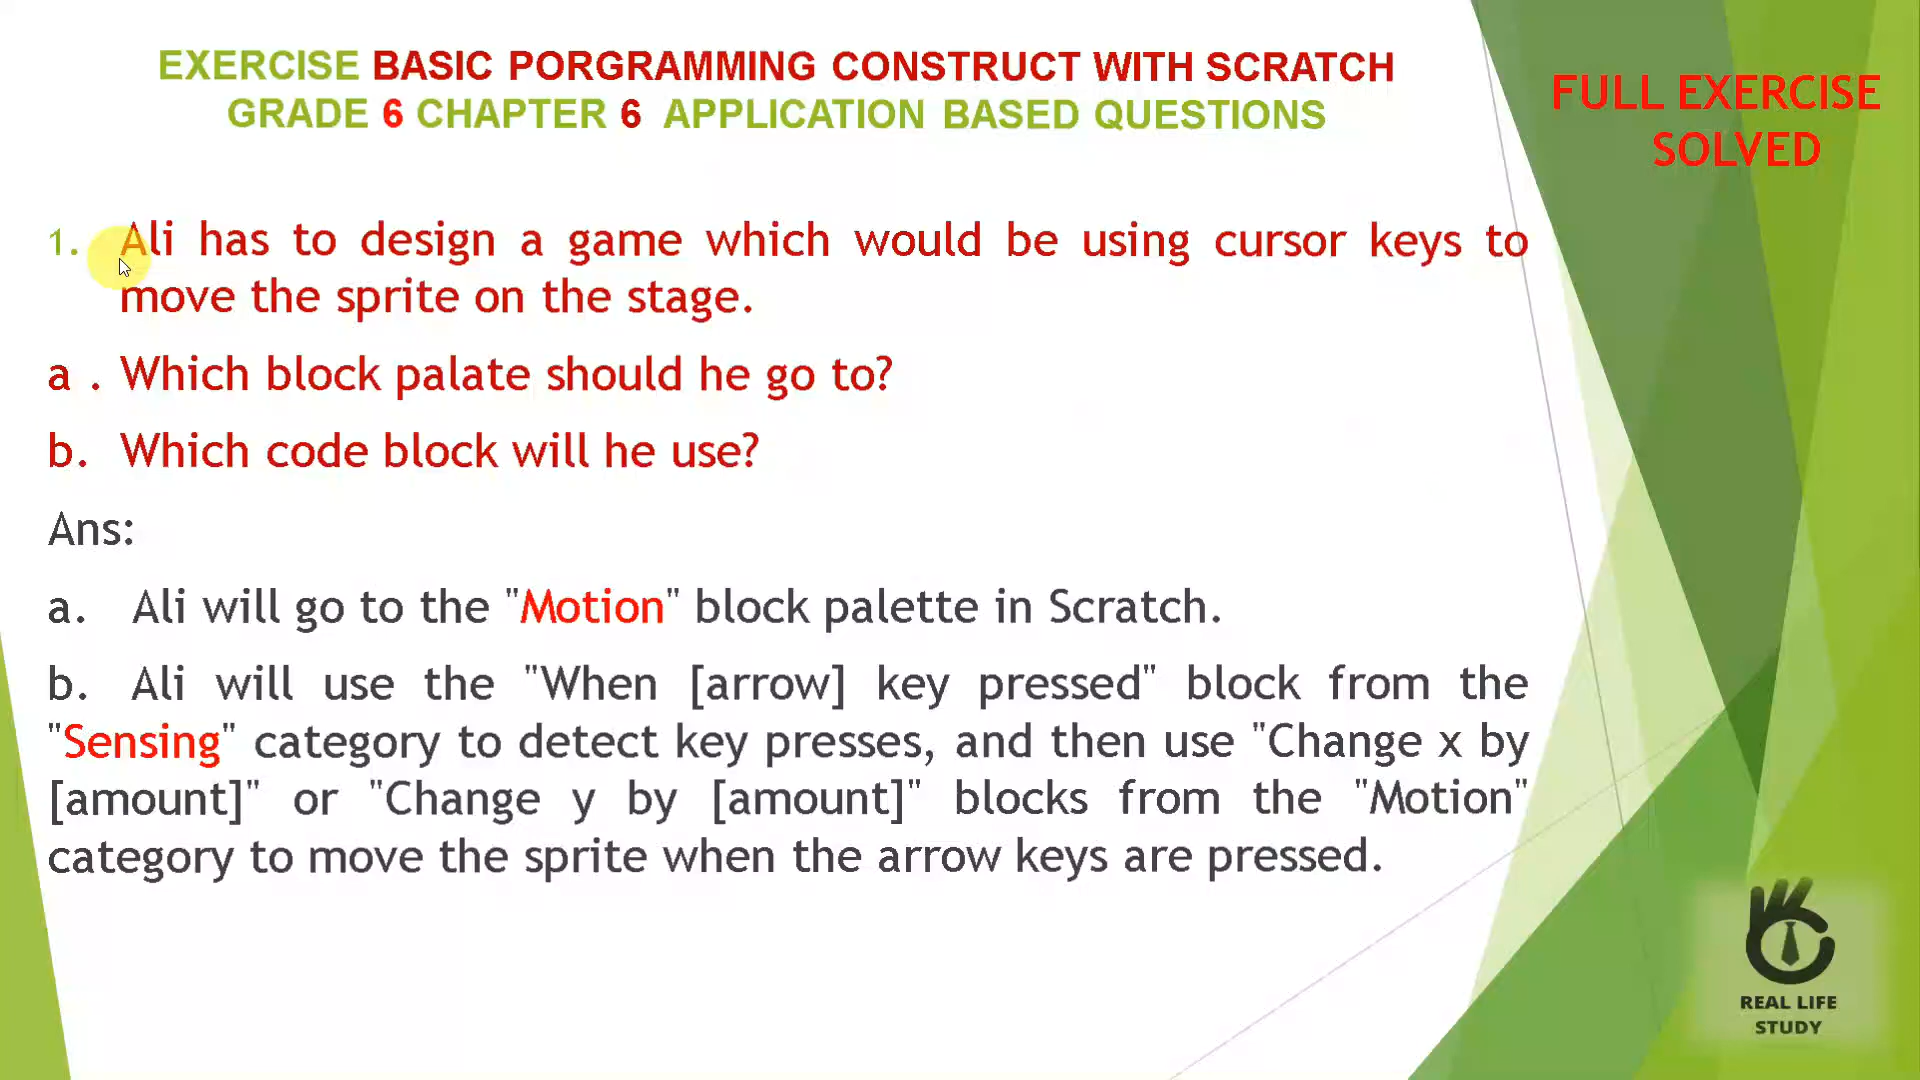 EXERCISE BASIC PORGRAMMING CONSTRUCT WITH SCRATCH
GRADE 6 CHAPTER 6 APPLICATION BASED QUESTIONS
FULL EXERCISE
SOLVED
1. Ali has to design a game which would be using cursor keys to
move the sprite on the stage.
a . Which block palate should he go to?
b. Which code block will he use?
Ans:
a. Ali will go to the "Motion" block palette in Scratch.
b. Ali will use the "When [arrow] key pressed" block from the
"Sensing" category to detect key presses, and then use "Change x by
[amount]" or "Change y by [amount]" blocks from the "Motion"
category to move the sprite when the arrow keys are pressed.
REAL LIFE
STUDY